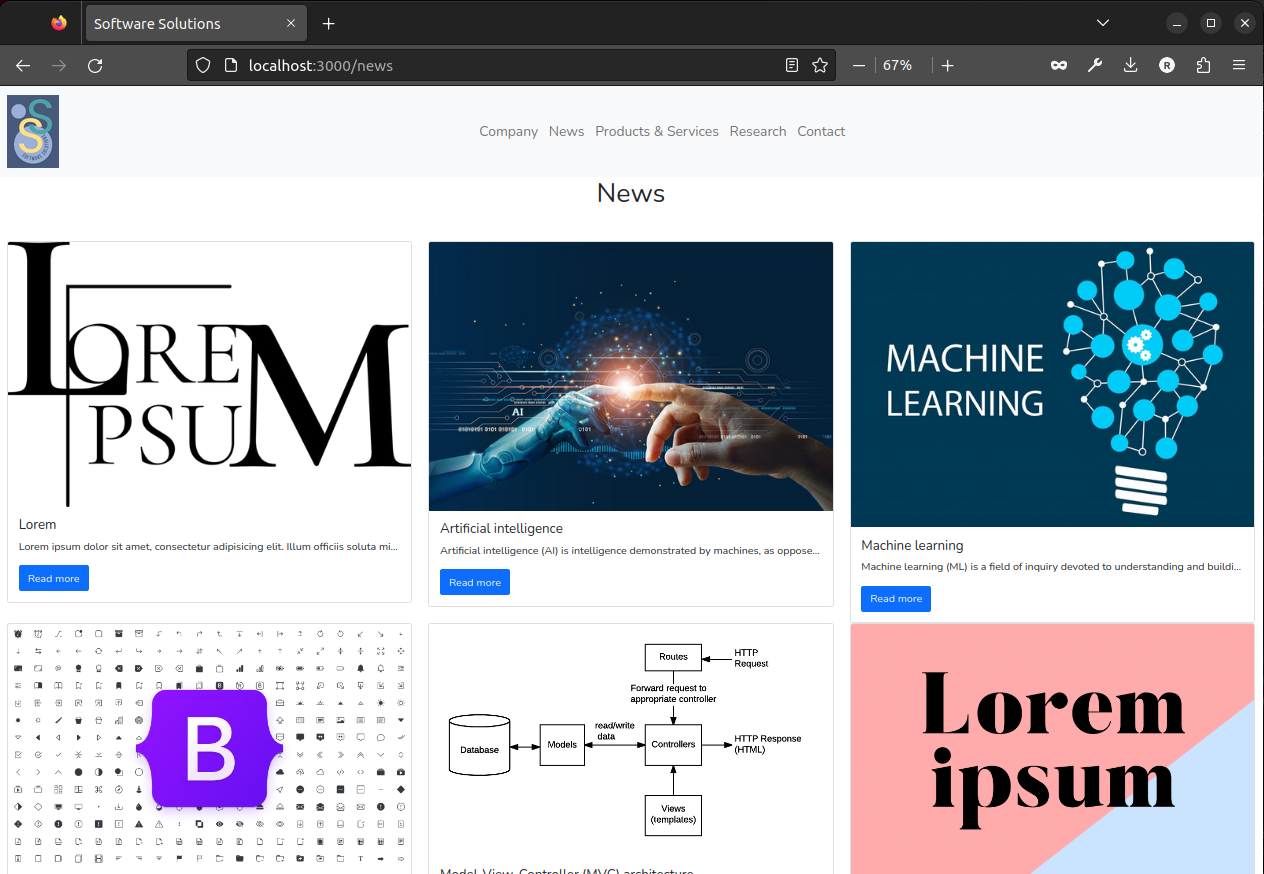 Software Solutions
localhost:3000/news
67%
R
S
S
Company News Products & Services Research Contact
News
LOREM
IPSUM
AI
MACHINE
LEARNING
Lorem
Lorem ipsum dolor sit amet, consectetur adipisicing elit. Illum officiis soluta mi...
Read more
Artificial intelligence
Artificial intelligence (AI) is intelligence demonstrated by machines, as oppose...
Read more
Machine learning
Machine learning (ML) is a field of inquiry devoted to understanding and buildi...
Read more
B
Routes
HTTP
Request
Forward request to
appropriate controller
Database
Models
read/write
data
Controllers
HTTP Response
(HTML)
Views
(templates)
Model-View-Controller (MVC) architecture
Lorem
ipsum